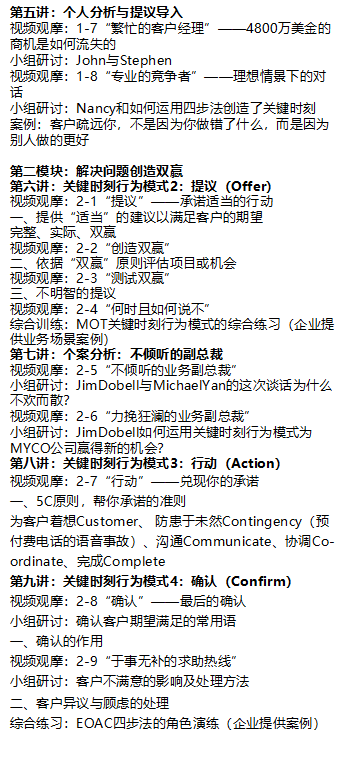 第五讲：个人分析与提议导入
视频观摩：1-7“繁忙的客户经理”——4800万美金的
商机是如何流失的
小组研讨：John与Stephen
视频观摩：1-8“专业的竞争者”——理想情景下的对
话
小组研讨：Nancy和如何运用四步法创造了关键时刻
案例：客户疏远你，不是因为你做错了什么，而是因为
别人做的更好
第二模块：解决问题创造双赢
第六讲：关键时刻行为模式2：提议（Offer）
视频观摩：2-1“提议”——承诺适当的行动
一、提供“适当”的建议以满足客户的期望
完整、实际、双赢
视频观摩：2-2“创造双赢”
二、依据“双赢”原则评估项目或机会
视频观摩：2-3“测试双赢”
三、不明智的提议
视频观摩：2-4“何时且如何说不”
综合训练：MOT关键时刻行为模式的综合练习（企业提
供业务场景案例）
第七讲：个案分析：不倾听的副总裁
视频观摩：2-5“不倾听的业务副总裁”
小组研讨：JimDobell与MichaelYan的这次谈话为什么
不欢而散？
视频观摩：2-6“力挽狂澜的业务副总裁”
小组研讨：JimDobell如何运用关键时刻行为模式为
MYCO公司赢得新的机会？
第八讲：关键时刻行为模式3：行动（Action）
视频观摩：2-7“行动”——兑现你的承诺
一、5C原则，帮你承诺的准则
为客户着想Customer、 防患于未然Contingency（预
付费电话的语音事故）、沟通Communicate、协调Co-
ordinate、完成Complete
第九讲：关键时刻行为模式4：确认（Confirm）
视频观摩：2-8“确认”——最后的确认
小组研讨：确认客户期望满足的常用语
一、确认的作用
视频观摩：2-9“于事无补的求助热线”
小组研讨：客户不满意的影响及处理方法
二、客户异议与顾虑的处理
综合练习：EOAC四步法的角色演练（企业提供案例）